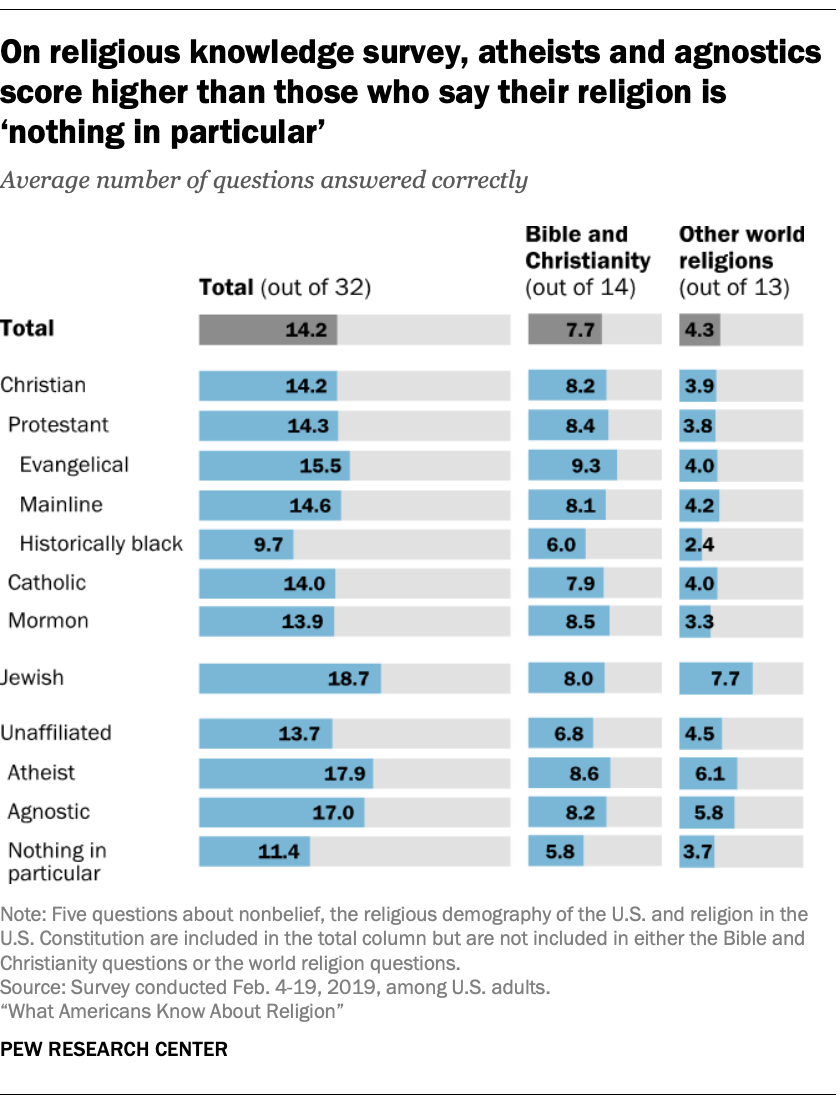 On religious knowledge survey, atheists and agnostics
score higher than those who say their religion is
‘nothing in particular’
Average number of questions answered correctly
Total (out of 32)
Bible and
Christianity
(out of 14)
Other world
religions
(out of 13)
Total 14.2 7.7 4.3
Christian 14.2 8.2 3.9
Protestant 14.3 8.4 3.8
Evangelical 15.5 9.3 4.0
Mainline 14.6 8.1 4.2
Historically black 9.7 6.0 2.4
Catholic 14.0 7.9 4.0
Mormon 13.9 8.5 3.3
Jewish 18.7 8.0 7.7
Unaffiliated 13.7 6.8 4.5
Atheist 17.9 8.6 6.1
Agnostic 17.0 8.2 5.8
Nothing in 11.4 5.8 3.7
particular
Note: Five questions about nonbelief, the religious demography of the U.S. and religion in the
U.S. Constitution are included in the total column but are not included in either the Bible and
Christianity questions or the world religion questions.
Source: Survey conducted Feb. 4-19, 2019, among U.S. adults.
“What Americans Know About Religion”
PEW RESEARCH CENTER